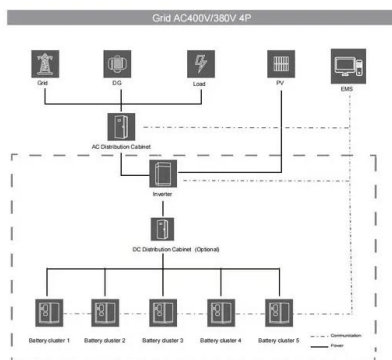 Grid AC400V/380V 4P
Grid
DG
Load
PV
EMS
AC Distribution Cabinet
Inverter
DC Distribution Cabinet (Optional)
Battery cluster 1
Battery cluster 2
Battery cluster 3
Battery cluster 4
Battery cluster 5
Communication
Power